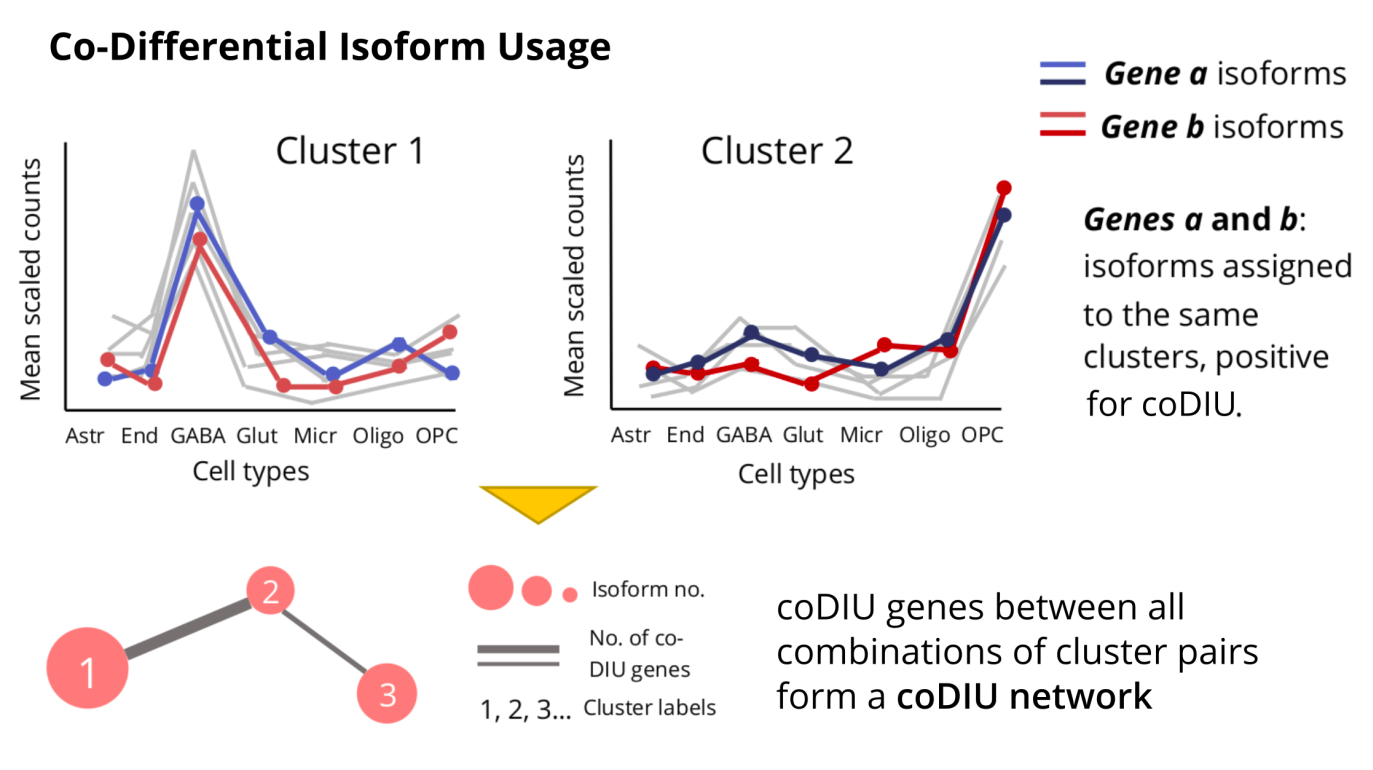 Co-Differential Isoform Usage
Gene a isoforms
Gene b isoforms
Cluster 1
Mean scaled counts
Astr End GABA Glut Micr Oligo OPC
Cell types
Cluster 2
Mean scaled counts
Astr End GABA Glut Micr Oligo OPC
Cell types
Genes a and b:
isoforms assigned
to the same
clusters, positive
for coDIU.
1
2
3
Isoform no.
No. of co-
DIU genes
1, 2, 3... Cluster labels
coDIU genes between all
combinations of cluster pairs
form a coDIU network